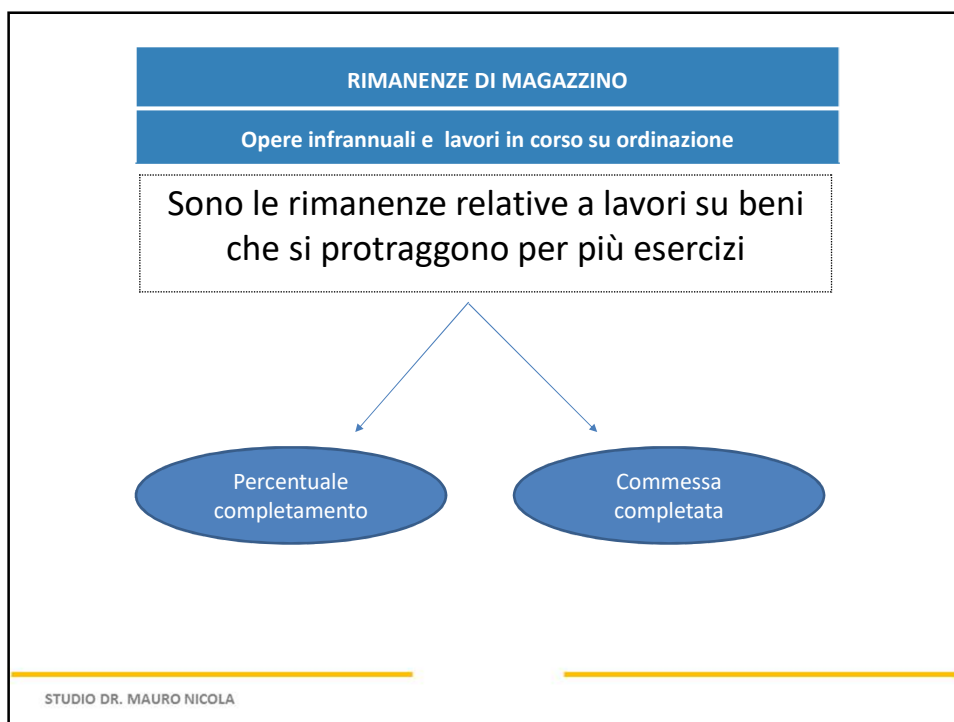 RIMANENZE DI MAGAZZINO
Opere infrannuali e  lavori in corso su ordinazione
Sono le rimanenze relative a lavori su beni
che si protraggono per più esercizi
Percentuale
completamento
Commessa
completata
STUDIO DR. MAURO NICOLA